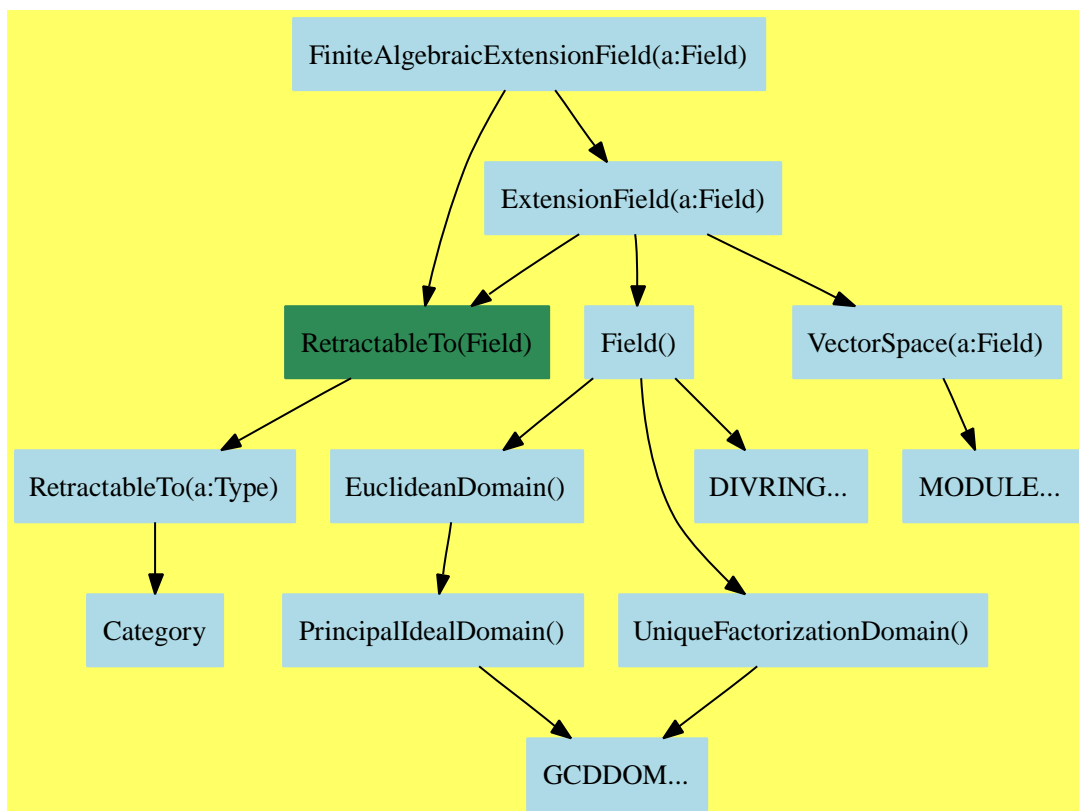 FiniteAlgebraicExtensionField(a:Field)
ExtensionField(a:Field)
RetractableTo(Field)
Field()
VectorSpace(a:Field)
RetractableTo(a:Type)
EuclideanDomain()
DIVRING...
MODULE...
Category
PrincipalIdealDomain()
UniqueFactorizationDomain()
GCDDOM...